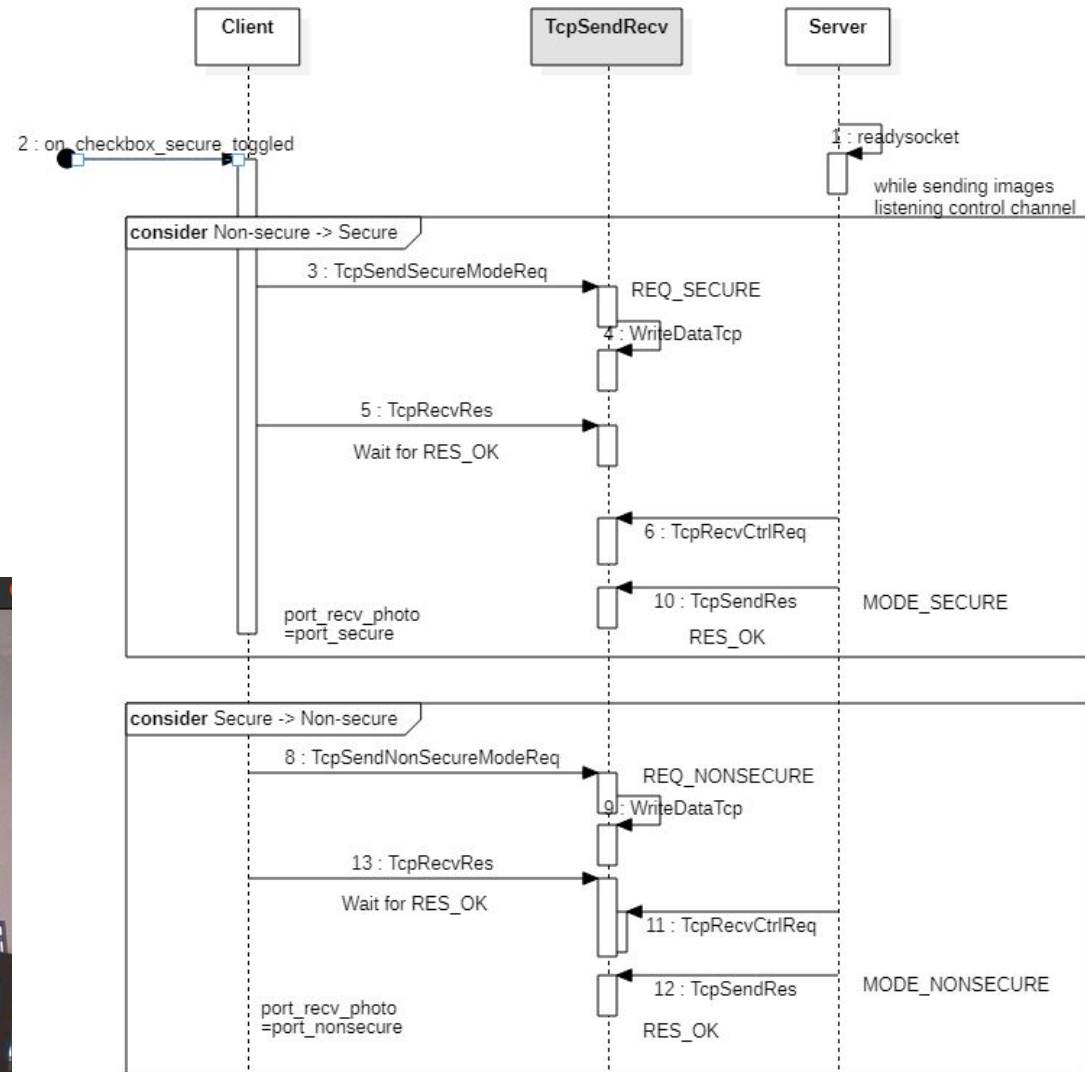 Client
TcpSendRecv
Server
2 : on_checkbox_secure_toggled
1 : readysocket
while sending images
listening control channel
consider Non-secure -> Secure
3 : TcpSendSecureModeReq
REQ_SECURE
4 : WriteDataTcp
5 : TcpRecvRes
Wait for RES_OK
6 : TcpRecvCtrlReq
10 : TcpSendRes
MODE_SECURE
port_recv_photo
=port_secure
RES_OK
consider Secure -> Non-secure
8 : TcpSendNonSecureModeReq
REQ_NONSECURE
9 : WriteDataTcp
13 : TcpRecvRes
Wait for RES_OK
11 : TcpRecvCtrlReq
12 : TcpSendRes
MODE_NONSECURE
port_recv_photo
=port_nonsecure
RES_OK